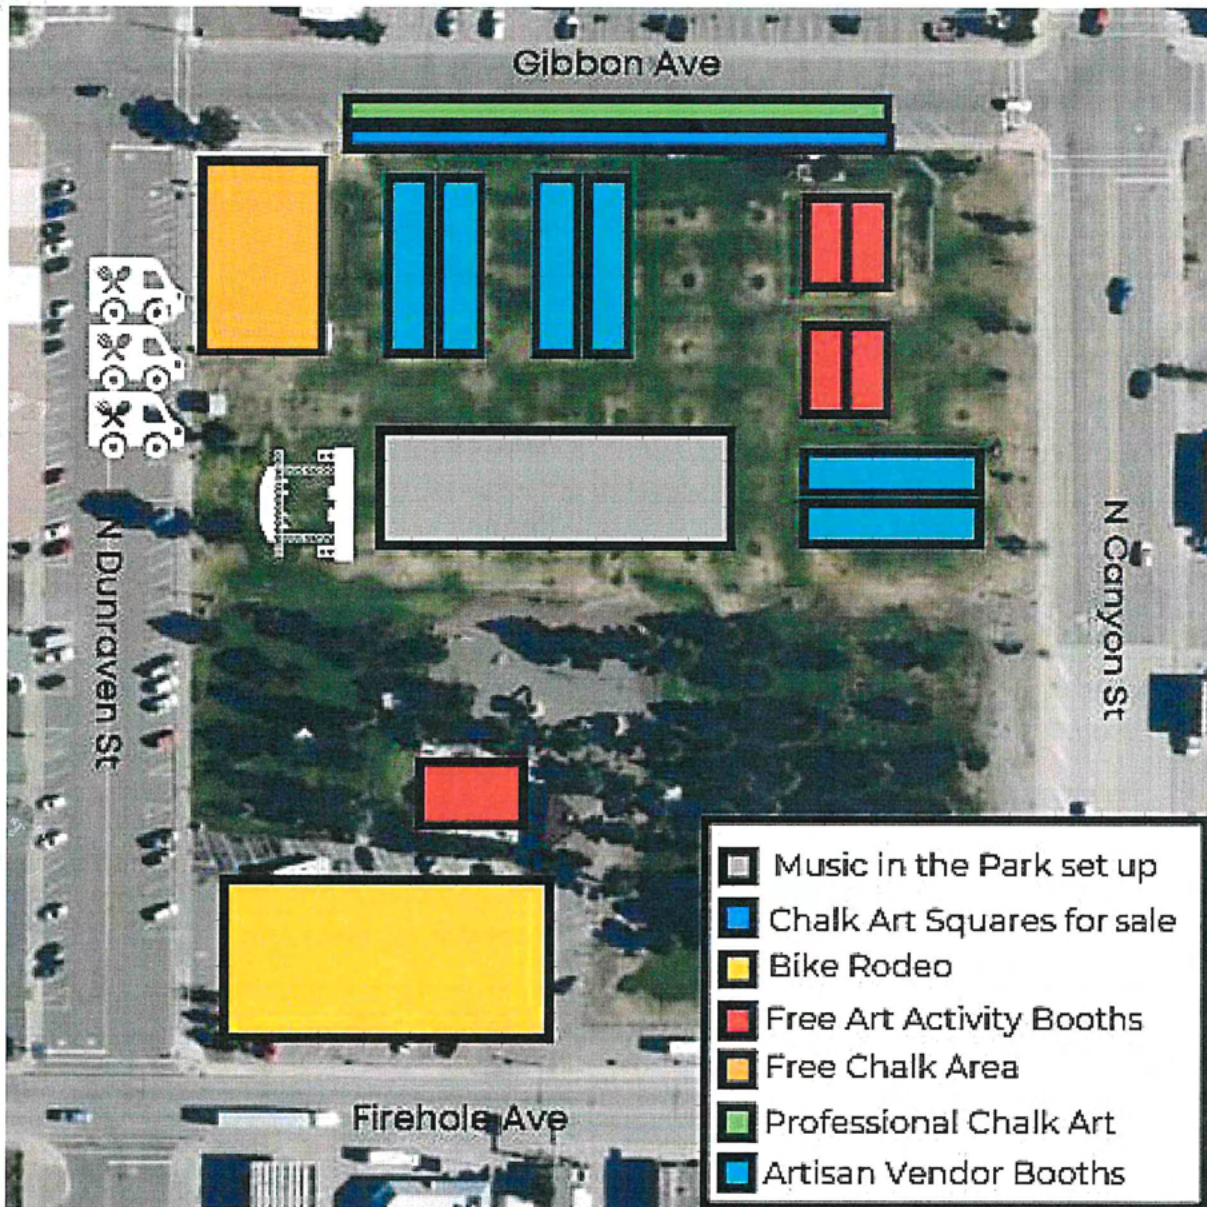 Gibbon Ave
N Dunraven St
N Canyon St
Music in the Park set up
Chalk Art Squares for sale
Bike Rodeo
Free Art Activity Booths
Free Chalk Area
Professional Chalk Art
Artisan Vendor Booths
Firehole Ave